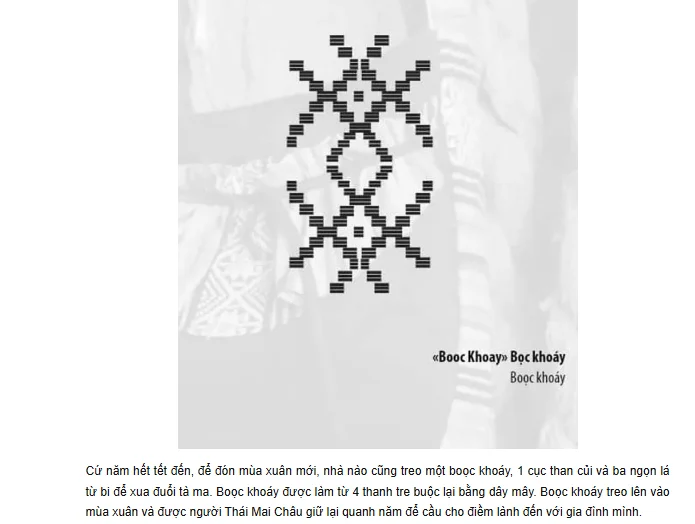 «Booc Khoay» Bọc khoáy
Boọc khoáy
Cứ năm hết tết đến, để đón mùa xuân mới, nhà nào cũng treo một boọc khoáy, 1 cục than củi và ba ngọn lá
từ bi để xua đuổi tà ma. Boọc khoáy được làm từ 4 thanh tre buộc lại bằng dây mây. Boọc khoáy treo lên vào
mùa xuân và được người Thái Mai Châu giữ lại quanh năm để cầu cho điềm lành đến với gia đình mình.